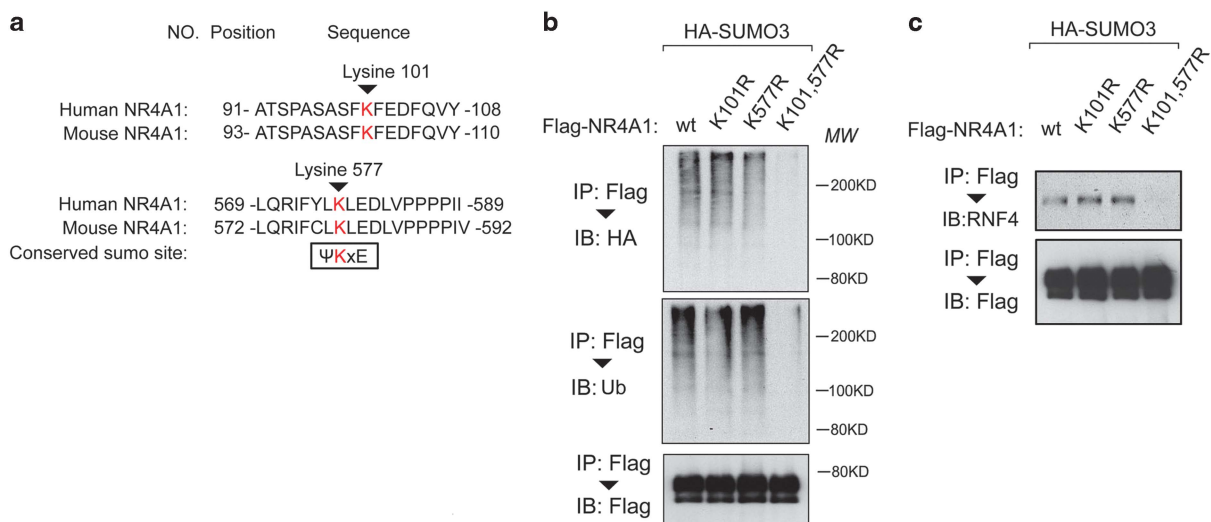 a
NO. Position Sequence
Lysine 101
Human NR4A1: 91- ATSPASASFKFEDFQVY -108
Mouse NR4A1: 93- ATSPASASFKFEDFQVY -110
Lysine 577
Human NR4A1: 569 -LQRIFYLKLEDLVPPPPII -589
Mouse NR4A1: 572 -LQRIFCLKLEDLVPPPPIV -592
Conserved sumo site: ΨKxE
b
HA-SUMO3
Flag-NR4A1: wt K101R K577R K101,577R MW
IP: Flag
IB: HA
200KD
100KD
80KD
IP: Flag
IB: Ub
200KD
100KD
80KD
IP: Flag
IB: Flag
80KD
c
HA-SUMO3
Flag-NR4A1: wt K101R K577R K101,577R
IP: Flag
IB:RNF4
IP: Flag
IB: Flag